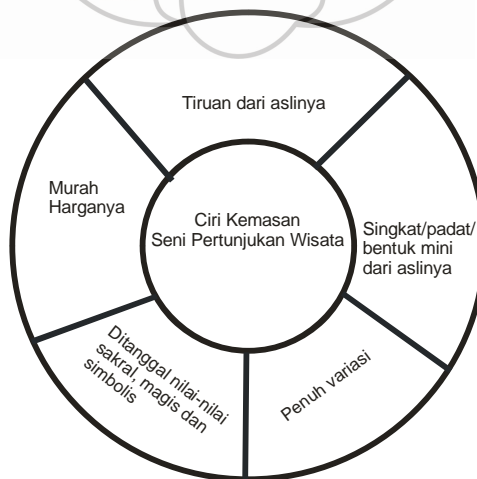 Tiruan dari aslinya
Murah
Harganya
Ciri Kemasan
Seni Pertunjukan Wisata
Singkat/padat/
bentuk mini
dari aslinya
Ditanggal nilai-nilai
sakral, magis dan
simbolis
Penuh variasi